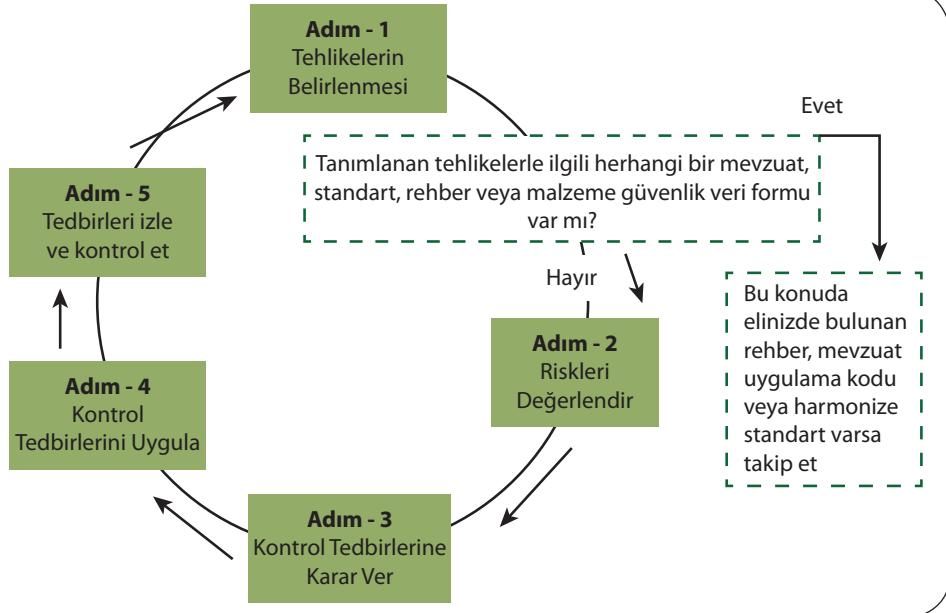 Adım - 1
Tehlikelerin
Belirlenmesi
Evet
Tanımlanan tehlikelerle ilgili herhangi bir mevzuat,
standart, rehber veya malzeme güvenlik veri formu
var mı?
Hayır
Bu konuda
elinizde bulunan
rehber, mevzuat
uygulama kodu
veya harmonize
standart varsa
takip et
Adım - 2
Riskleri
Değerlendir
Adım - 3
Kontrol Tedbirlerine
Karar Ver
Adım - 4
Kontrol
Tedbirlerini Uygula
Adım - 5
Tedbirleri izle
ve kontrol et